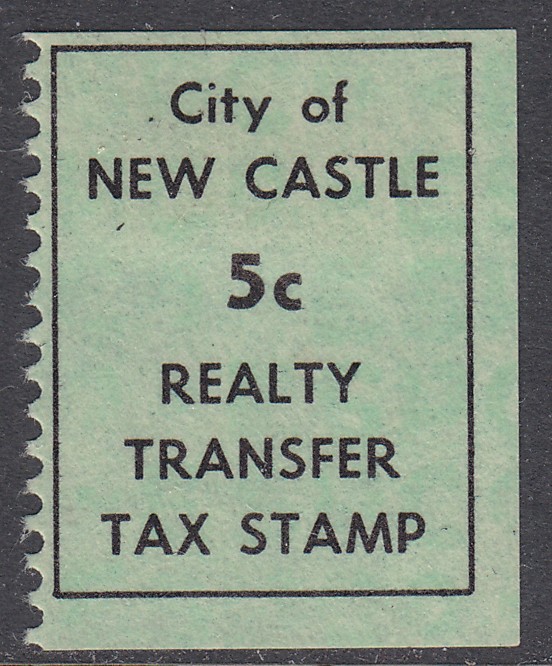 City of
NEW CASTLE
5c
REALTY
TRANSFER
TAX STAMP